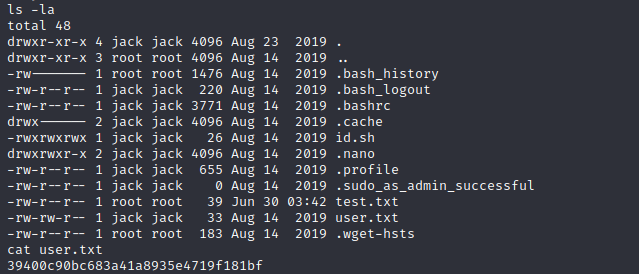 ls -la
total 48
drwxr-xr-x 4 jack jack 4096 Aug 23  2019 .
drwxr-xr-x 3 root root 4096 Aug 14  2019 ..
-rw------- 1 root root 1476 Aug 14  2019 .bash_history
-rw-r--r-- 1 jack jack  220 Aug 14  2019 .bash_logout
-rw-r--r-- 1 jack jack 3771 Aug 14  2019 .bashrc
drwx------ 2 jack jack 4096 Aug 14  2019 .cache
-rwxrwxrwx 1 jack jack   26 Aug 14  2019 id.sh
drwxrwxr-x 2 jack jack 4096 Aug 14  2019 .nano
-rw-r--r-- 1 jack jack  655 Aug 14  2019 .profile
-rw-r--r-- 1 jack jack    0 Aug 14  2019 .sudo_as_admin_successful
-rw-r--r-- 1 root root   39 Jun 30 03:42 test.txt
-rw-rw-r-- 1 jack jack   33 Aug 14  2019 user.txt
-rw-r--r-- 1 root root  183 Aug 14  2019 .wget-hsts
cat user.txt
39400c90bc683a41a8935e4719f181bf